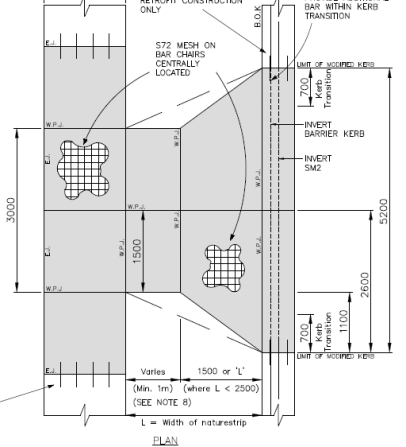 RETROFIT CONSTRUCTION
ONLY
B.O.K
BAR WITHIN KERB
TRANSITION
E.J.
S72 MESH ON
BAR CHAIRS
CENTRALLY
LOCATED
LIMIT OF MODIFIED KERB
700
Kerb
Transition
W.P.J.
W.P.J.
INVERT
BARRIER KERB
INVERT
SM2
E.J.
W.P.J.
3000
5200
W.P.J.
W.P.J.
W.P.J.
1500
2600
E.J.
W.P.J
W.P.J.
700
Kerb
Transition
1100
LIMIT OF MODIFIED KERB
E.J.
Varies
1500 or 'L'
(Min. 1m)
(where L < 2500)
(SEE NOTE 8)
L = Width of naturestrip
PLAN